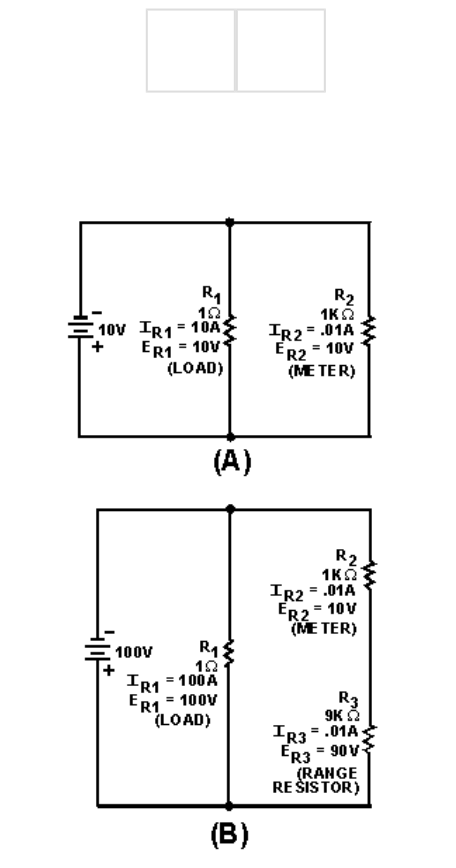 R1
1Ω
IR1 = 10A
ER1 = 10V
(LOAD)
R2
1KΩ
IR2 = .01A
ER2 = 10V
(METER)
10V
-
+
(A)
R2
1KΩ
IR2 = .01A
ER2 = 10V
(METER)
-
100V
+
R1
1Ω
IR1 = 100A
ER1 = 100V
(LOAD)
R3
9KΩ
IR3 = .01A
ER3 = 90V
(RANGE
RESISTOR)
(B)